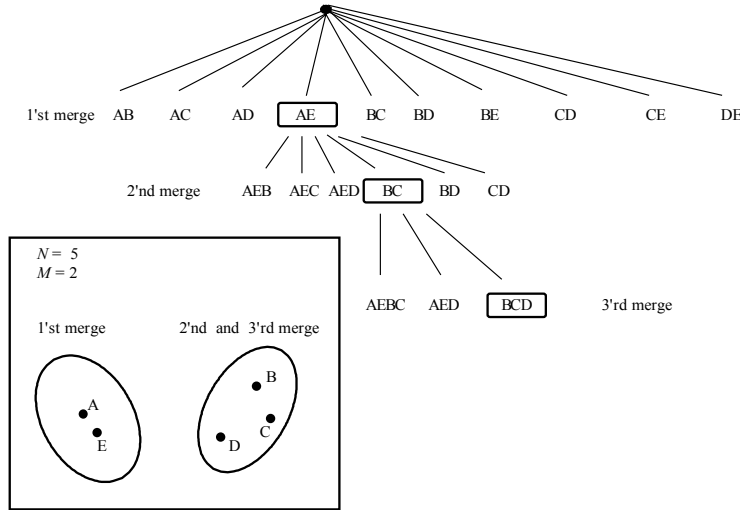 1'st merge AB AC AD AE BC BD BE CD CE DE
2'nd merge AEB AEC AED BC BD CD
AEBC AED BCD 3'rd merge
N = 5
M = 2
1'st merge 2'nd and 3'rd merge
B
A
C
E D